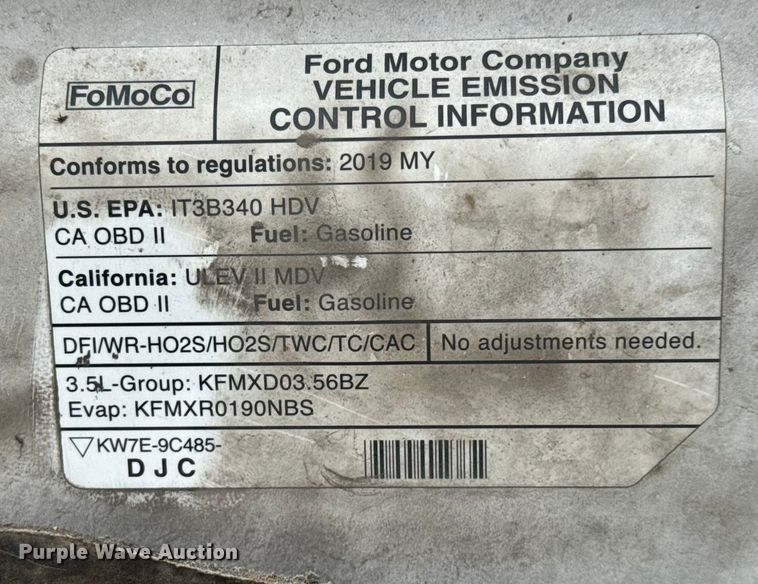 FoMoCo
Ford Motor Company
VEHICLE EMISSION
CONTROL INFORMATION
Conforms to regulations: 2019 MY
U.S. EPA: IT3B340 HDV
CA OBD II Fuel: Gasoline
California: ULEV II MDV
CA OBD II Fuel: Gasoline
DFI/WR-HO2S/HO2S/TWC/TC/CAC No adjustments needed.
3.5L-Group: KFMXD03.56BZ
Evap: KFMXR0190NBS
▽KW7E-9C485-
D J C
Purple Wave Auction